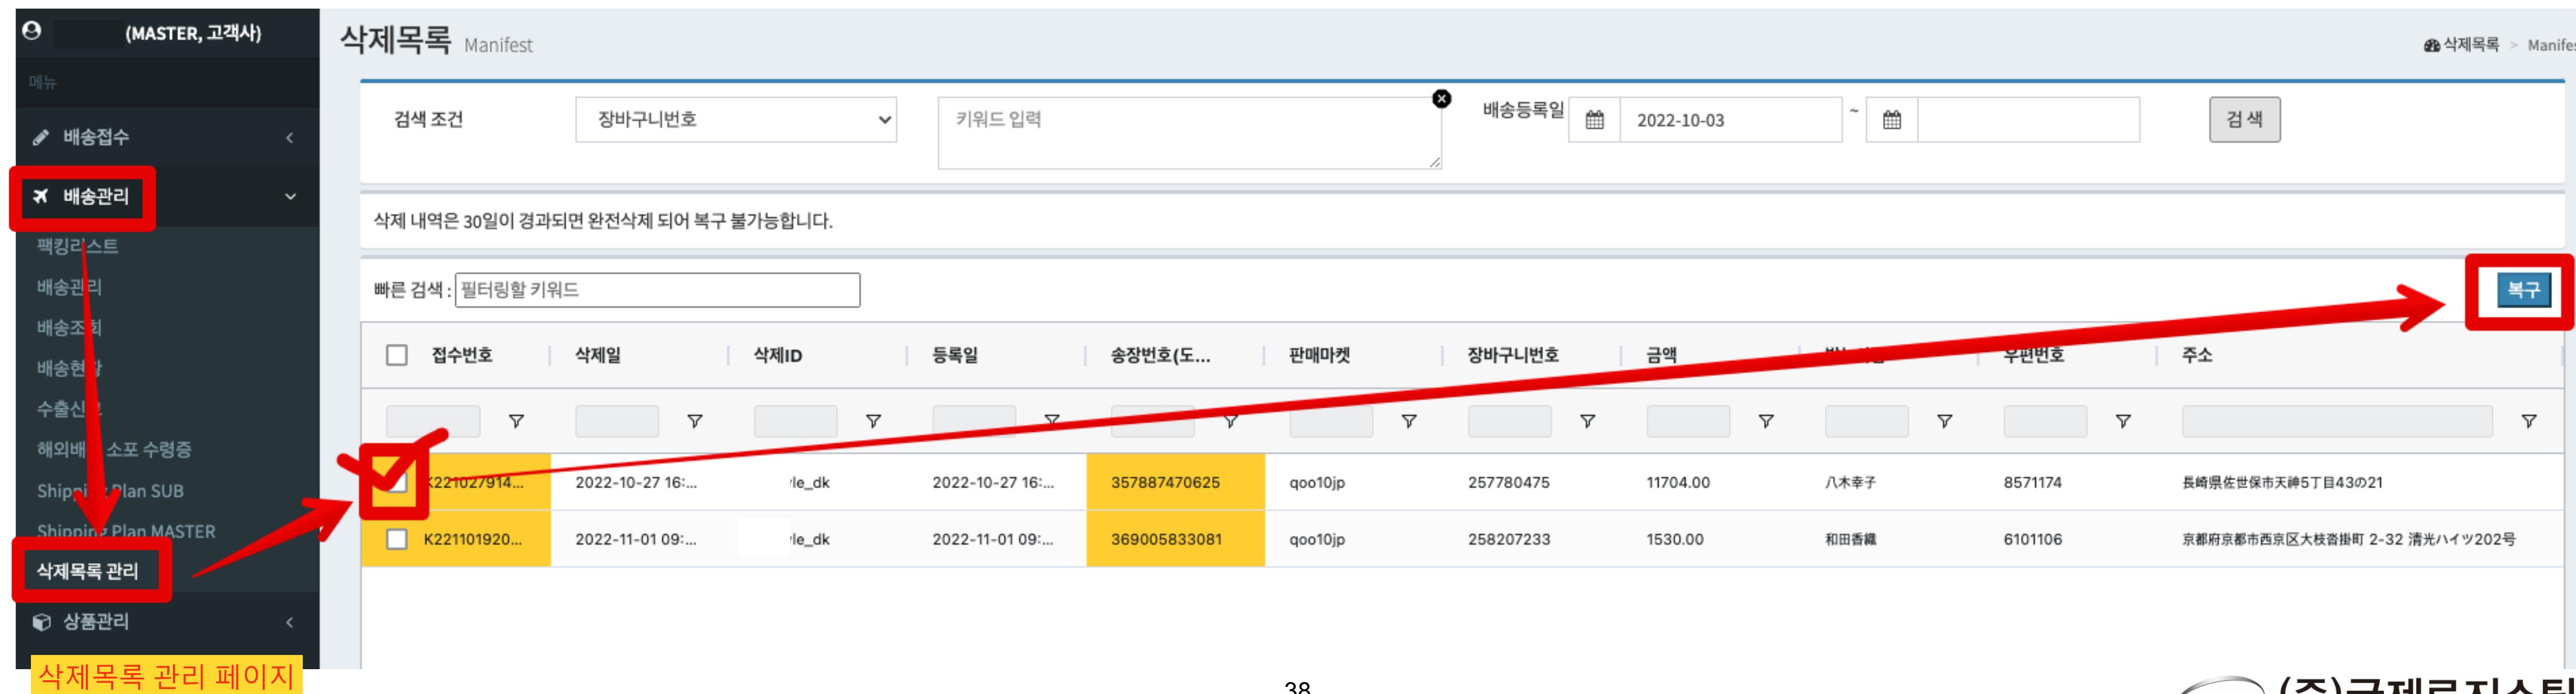 (MASTER, 고객사)
메뉴
배송접수
배송관리
팩킹리스트
배송관리
배송조회
배송현황
수출신고
해외배송 소포 수령증
Shipping Plan SUB
Shipping Plan MASTER
삭제목록 관리
상품관리
삭제목록 관리 페이지
삭제목록 Manifest
삭제목록 > Manifes
검색 조건 장바구니번호 키워드 입력 배송등록일 2022-10-03 ~ 검색
삭제 내역은 30일이 경과되면 완전삭제 되어 복구 불가능합니다.
빠른 검색 : 필터링할 키워드 복구
접수번호 삭제일 삭제ID 등록일 송장번호(도... 판매마켓 장바구니번호 금액 우편번호 주소
K221027914... 2022-10-27 16:... le_dk 2022-10-27 16:... 357887470625 qoo10jp 257780475 11704.00 八木幸子 8571174 長崎県佐世保市天神5丁目43の21
K221101920... 2022-11-01 09:... le_dk 2022-11-01 09:... 369005833081 qoo10jp 258207233 1530.00 和田香織 6101106 京都府京都市西京区大枝沓掛町 2-32 清光ハイツ202号
38
(주)국제로지스틱